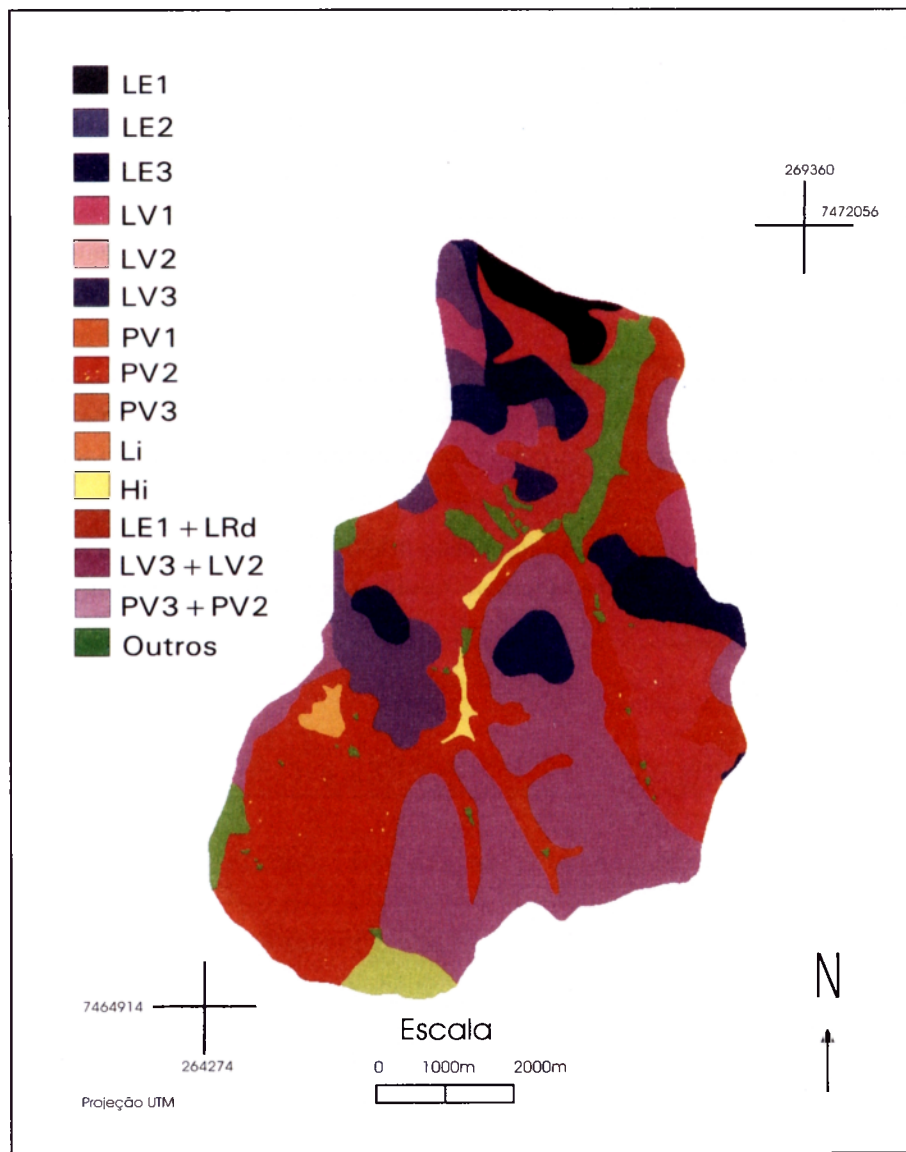 LE1
LE2
LE3
LV1
LV2
LV3
PV1
PV2
PV3
Li
Hi
LE1 + LRd
LV3 + LV2
PV3 + PV2
Outros
269360
7472056
7464914
264274
Escala
0 1000m 2000m
N
Projeção UTM